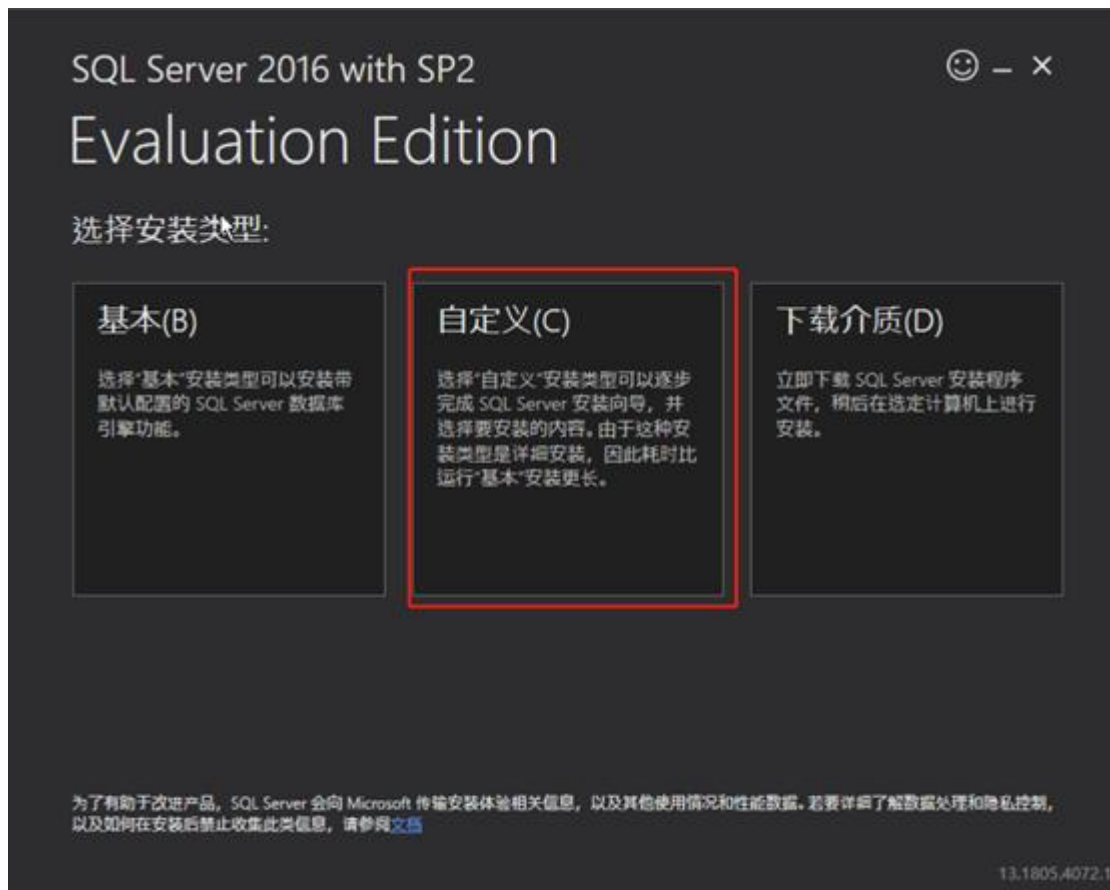 SQL Server 2016 with SP2
Evaluation Edition
选择安装类型:
基本(B)
选择“基本”安装类型可以安装带
默认配置的 SQL Server 数据库
引擎功能。
自定义(C)
选择“自定义”安装类型可以逐步
完成 SQL Server 安装向导，并
选择要安装的内容。由于这种安
装类型是详细安装，因此耗时比
运行“基本”安装更长。
下载介质(D)
立即下载 SQL Server 安装程序
文件，稍后在选定计算机上进行
安装。
为了有助于改进产品，SQL Server 会向 Microsoft 传输安装体验相关信息，以及其他使用情况和性能数据。若要详细了解数据处理和隐私控制，
以及如何在安装后禁止收集此类信息，请参阅文档
13.1805.4072.1